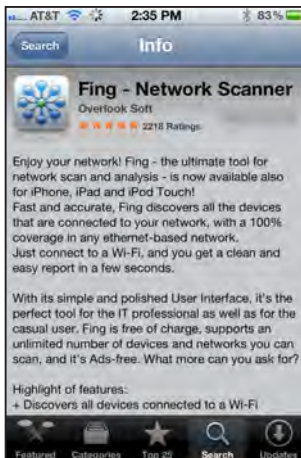 AT&T 2:35 PM 83%
Search Info
Fing - Network Scanner
Overlook Soft
2218 Ratings
Enjoy your network! Fing - the ultimate tool for
network scan and analysis - is now available also
for iPhone, iPad and iPod Touch!
Fast and accurate, Fing discovers all the devices
that are connected to your network, with a 100%
coverage in any ethernet-based network.
Just connect to a Wi-Fi, and you get a clean and
easy report in a few seconds.
With its simple and polished User Interface, it's the
perfect tool for the IT professional as well as for the
casual user. Fing is free of charge, supports an
unlimited number of devices and networks you can
scan, and it's Ads-free. What more can you ask for?
Highlight of features:
+ Discovers all devices connected to a Wi-Fi
Featured Categories Top 25 Search Updates